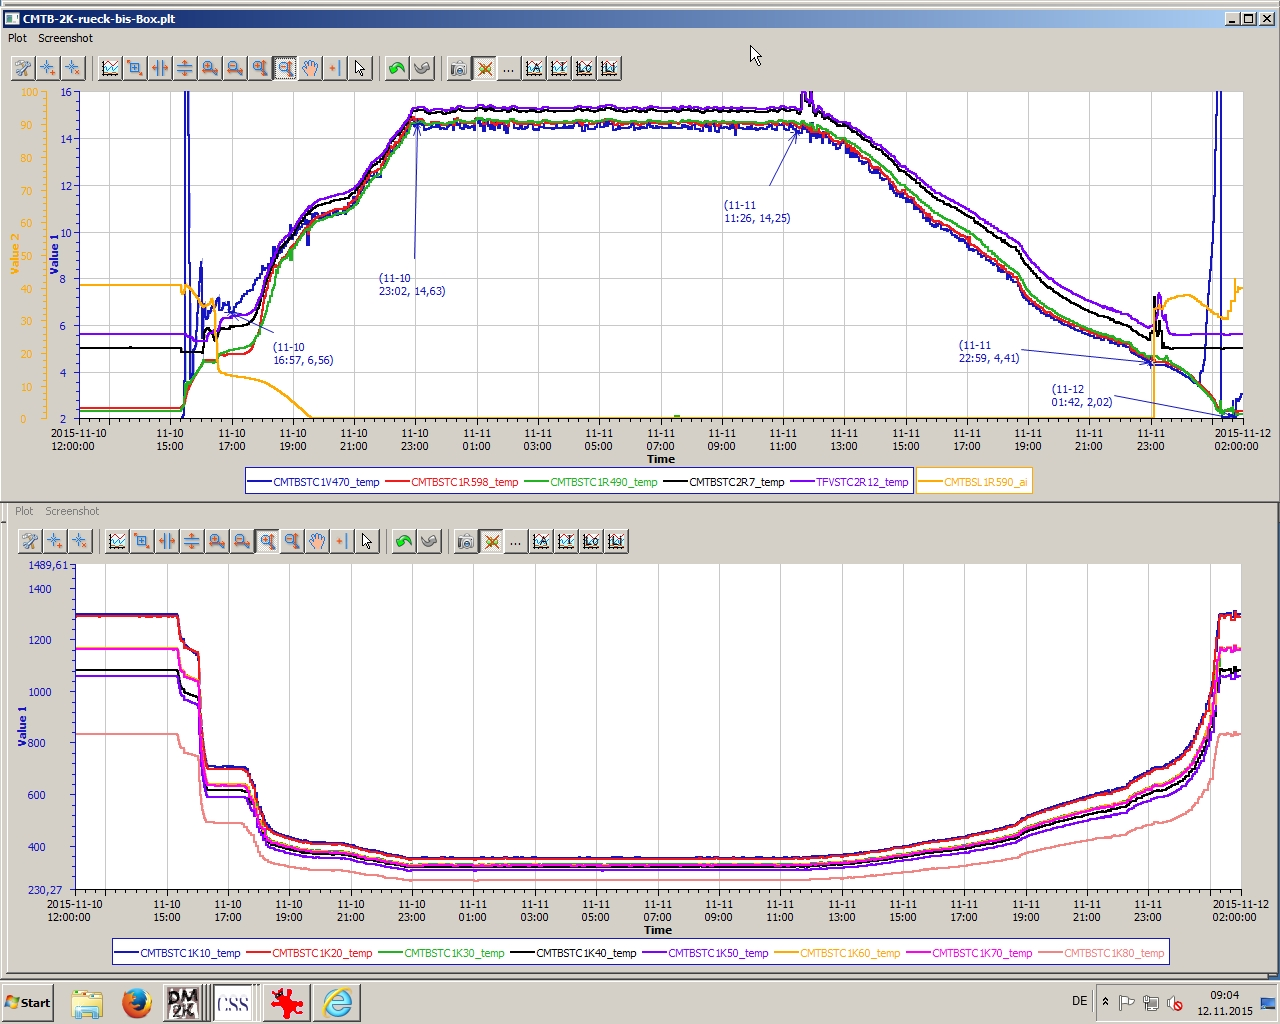 CMTB-2K-rueck-bis-Box.plt
Plot Screenshot
100 16
90 14
80
70 12
60 10
50 8
40
30 6
20 4
10
0 2
Value 2
Value 1
(11-10
23:02, 14,63)
(11-11
11:26, 14,25)
(11-10
16:57, 6,56)
(11-11
22:59, 4,41)
(11-12
01:42, 2,02)
2015-11-10 11-10 11-10 11-10 11-10 11-10 11-11 11-11 11-11 11-11 11-11 11-11 11-11 11-11 11-11 11-11 11-11 11-11 2015-11-12
12:00:00 15:00 17:00 19:00 21:00 23:00 01:00 03:00 05:00 07:00 09:00 11:00 13:00 15:00 17:00 19:00 21:00 23:00 02:00:00
Time
CMTBSTC1V470_temp CMTBSTC1R598_temp CMTBSTC1R490_temp CMTBSTC2R7_temp TFVSTC2R12_temp CMTBSL1R590_ai
Plot Screenshot
1489,61
1400
1200
1000
800
600
400
230,27
Value 1
2015-11-10 11-10 11-10 11-10 11-10 11-10 11-11 11-11 11-11 11-11 11-11 11-11 11-11 11-11 11-11 11-11 11-11 11-11 2015-11-12
12:00:00 15:00 17:00 19:00 21:00 23:00 01:00 03:00 05:00 07:00 09:00 11:00 13:00 15:00 17:00 19:00 21:00 23:00 02:00:00
Time
CMTBSTC1K10_temp CMTBSTC1K20_temp CMTBSTC1K30_temp CMTBSTC1K40_temp CMTBSTC1K50_temp CMTBSTC1K60_temp CMTBSTC1K70_temp CMTBSTC1K80_temp
Start
DM2K
CSS
DE
09:04
12.11.2015